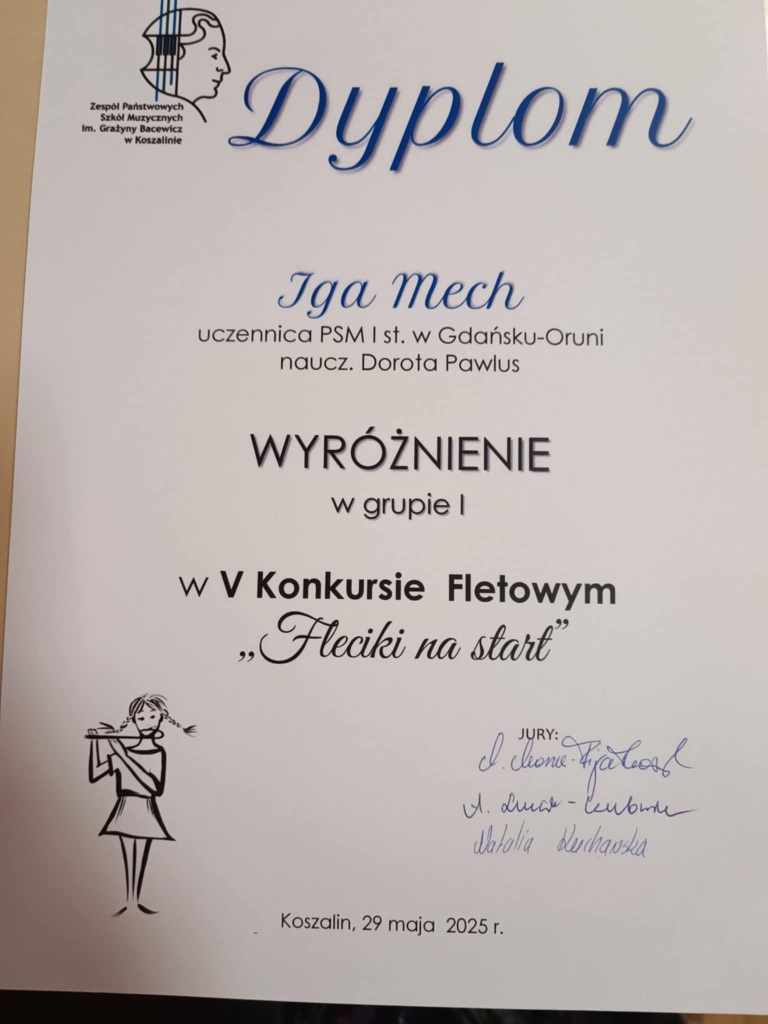 Zespół Państwowych
Szkół Muzycznych
im. Grażyny Bacewicz
w Koszalinie
Dyplom
Iga Mech
uczennica PSM I st. w Gdańsku-Oruni
naucz. Dorota Pawlus
WYRÓŻNIENIE
w grupie I
w V Konkursie Fletowym
„Fleciki na start”
JURY:
Natalia Kucharska
Koszalin, 29 maja 2025 r.